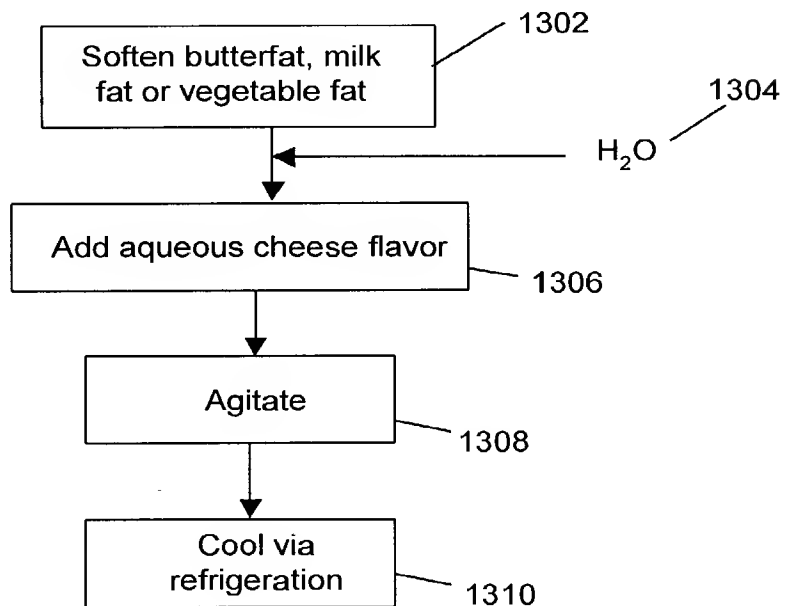 1302
Soften butterfat, milk
fat or vegetable fat
1304
H₂O
Add aqueous cheese flavor
1306
Agitate
1308
Cool via
refrigeration
1310